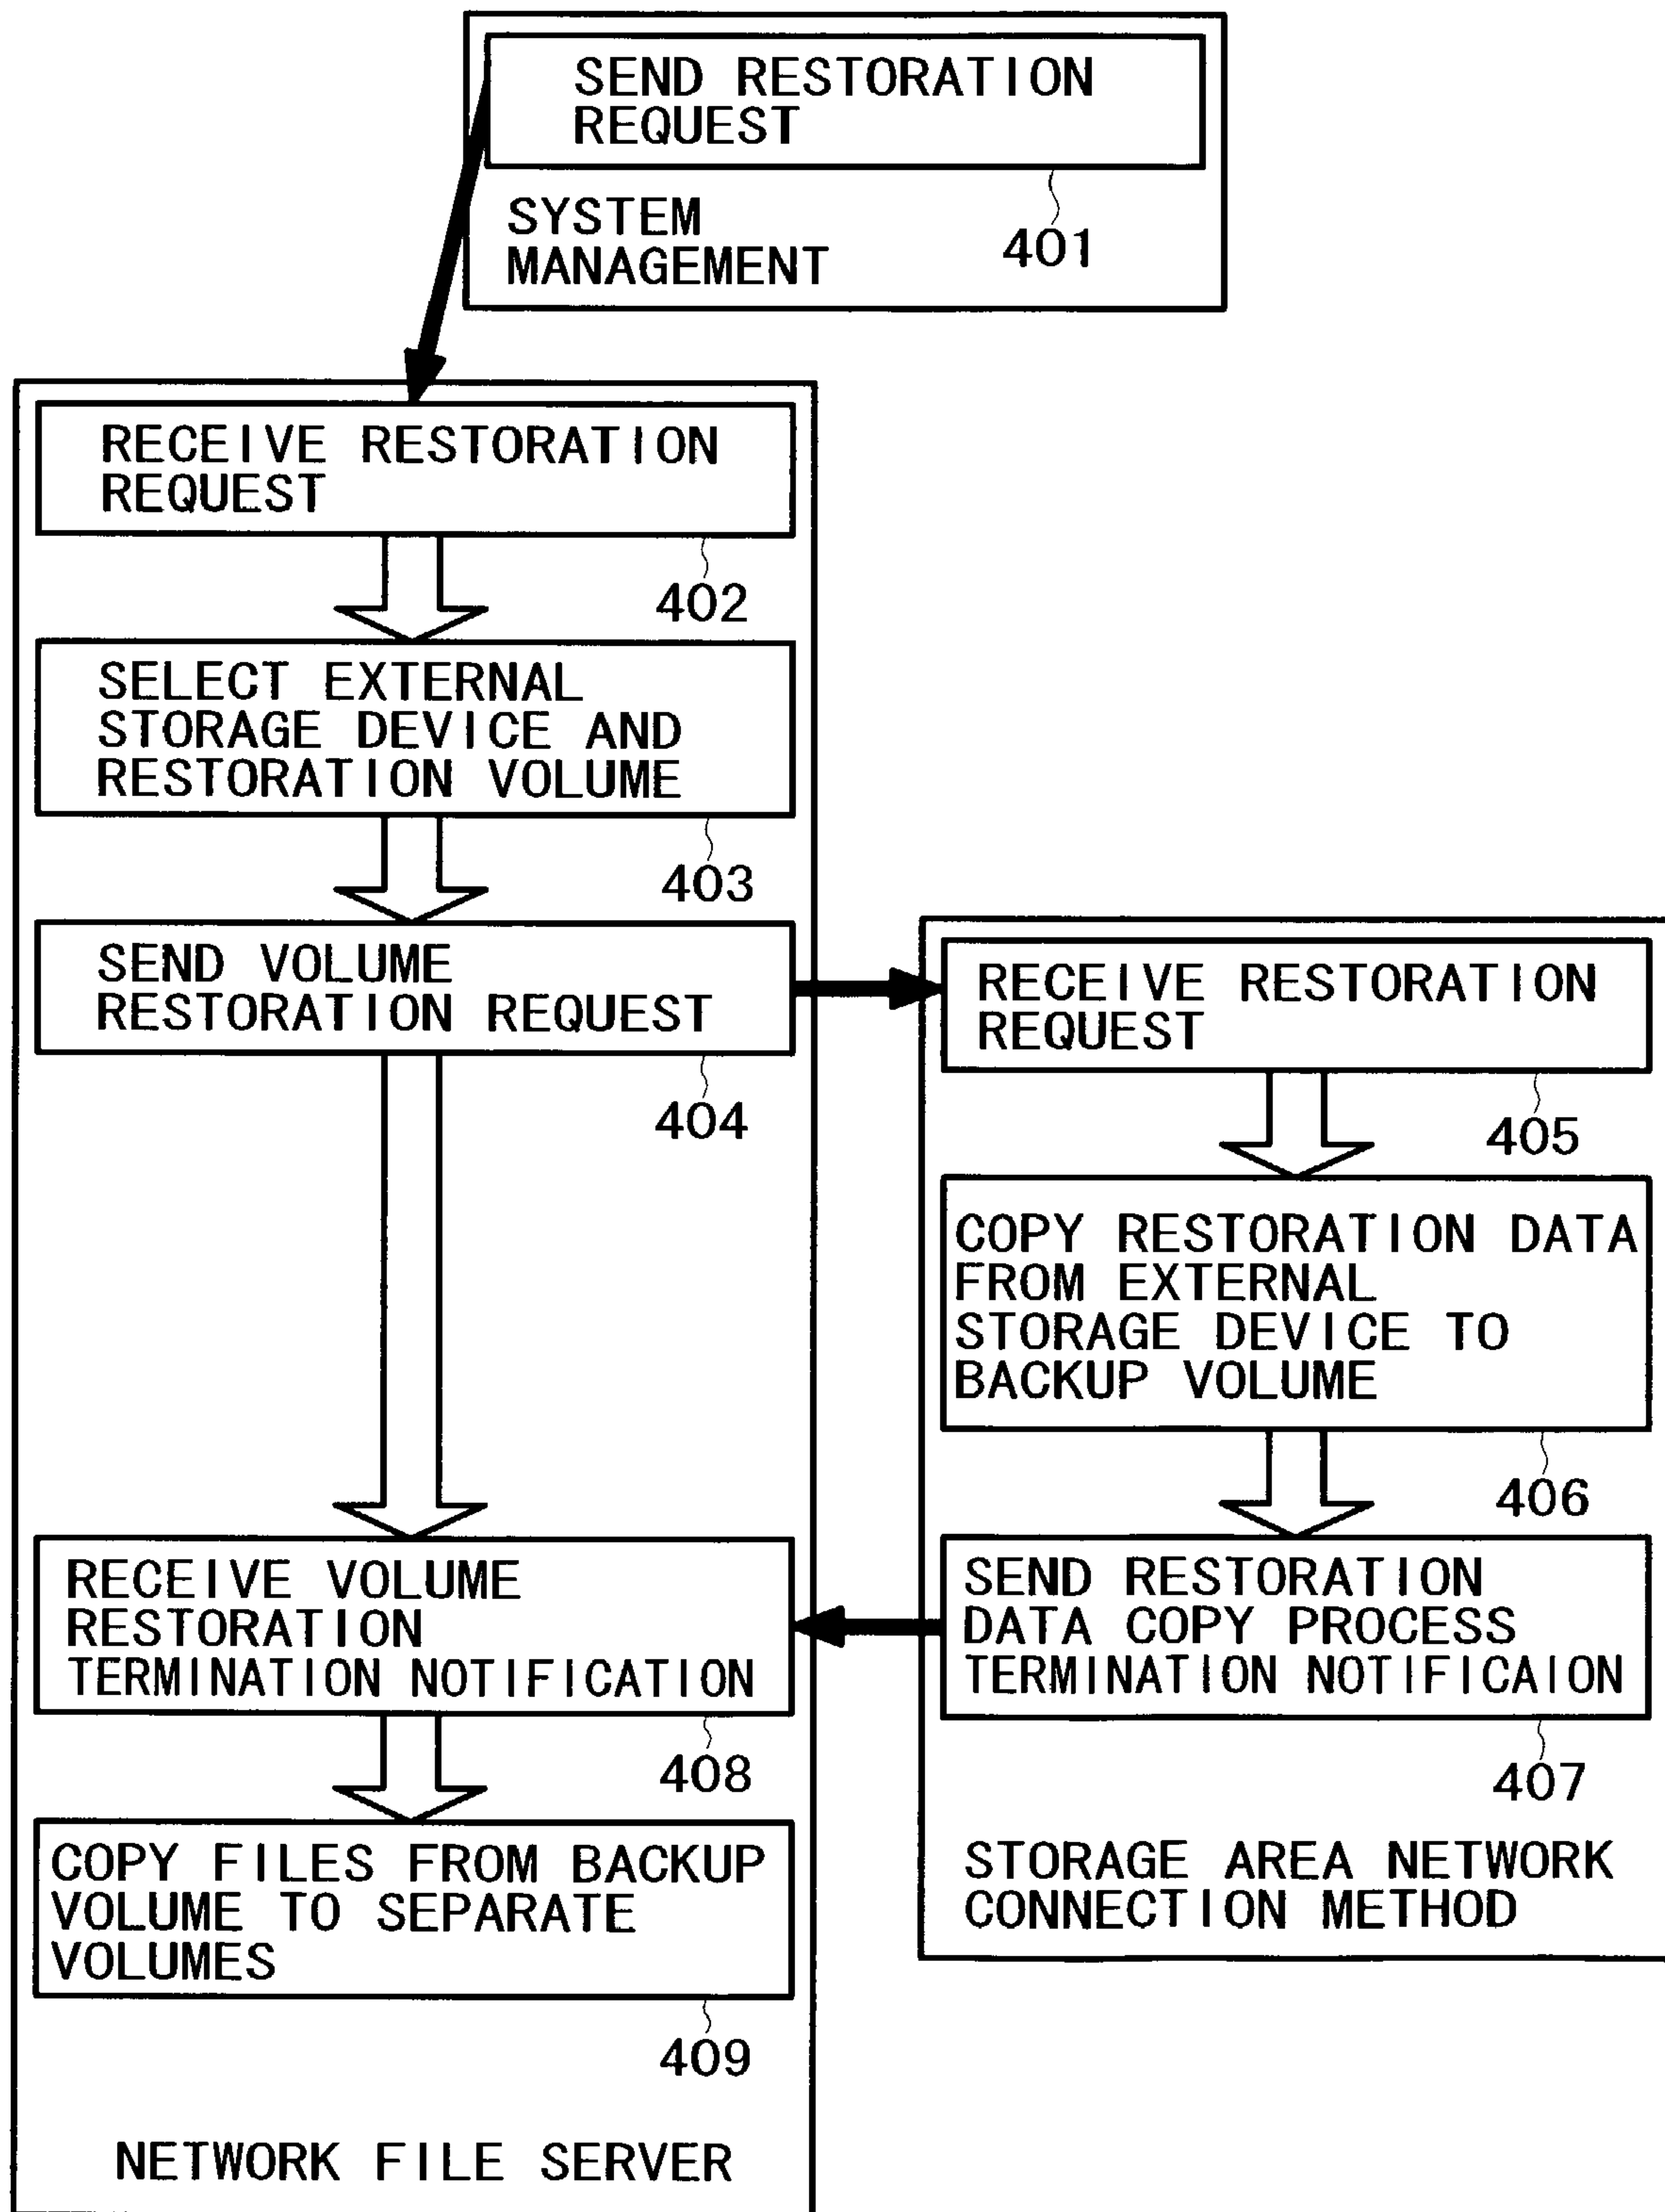 SEND RESTORATION
REQUEST
SYSTEM
MANAGEMENT
401
RECEIVE RESTORATION
REQUEST
402
SELECT EXTERNAL
STORAGE DEVICE AND
RESTORATION VOLUME
403
SEND VOLUME
RESTORATION REQUEST
404
RECEIVE RESTORATION
REQUEST
405
COPY RESTORATION DATA
FROM EXTERNAL
STORAGE DEVICE TO
BACKUP VOLUME
406
SEND RESTORATION
DATA COPY PROCESS
TERMINATION NOTIFICAION
407
RECEIVE VOLUME
RESTORATION
TERMINATION NOTIFICATION
408
COPY FILES FROM BACKUP
VOLUME TO SEPARATE
VOLUMES
409
STORAGE AREA NETWORK
CONNECTION METHOD
NETWORK FILE SERVER